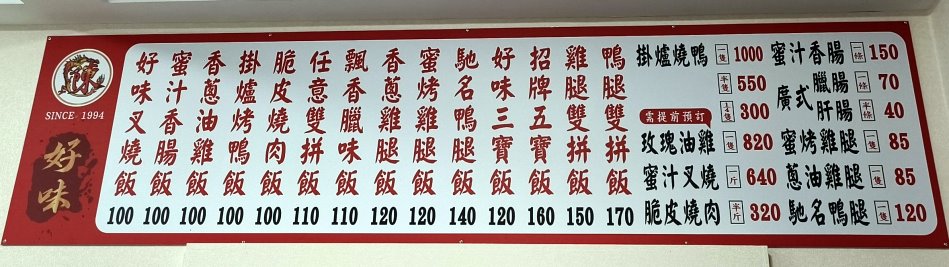 陳
SINCE 1994
好味
好味叉燒飯 100
蜜汁香腸飯 100
香蔥油雞飯 100
掛爐烤鴨飯 100
脆皮燒肉飯 100
任意雙拼飯 110
飄香臘味飯 110
香蔥雞腿飯 120
蜜烤雞腿飯 120
馳名鴨腿飯 140
好味三寶飯 120
招牌五寶飯 160
雞腿雙拼飯 150
鴨腿雙拼飯 170
掛爐燒鴨 一隻 1000
半隻 550
300
需提前預訂
玫瑰油雞 一隻 820
蜜汁叉燒 一斤 640
脆皮燒肉 半斤 320
蜜汁香腸 一條 150
廣式臘腸 一條 70
肝腸 半條 40
蜜烤雞腿 一隻 85
蔥油雞腿 一隻 85
馳名鴨腿 一隻 120